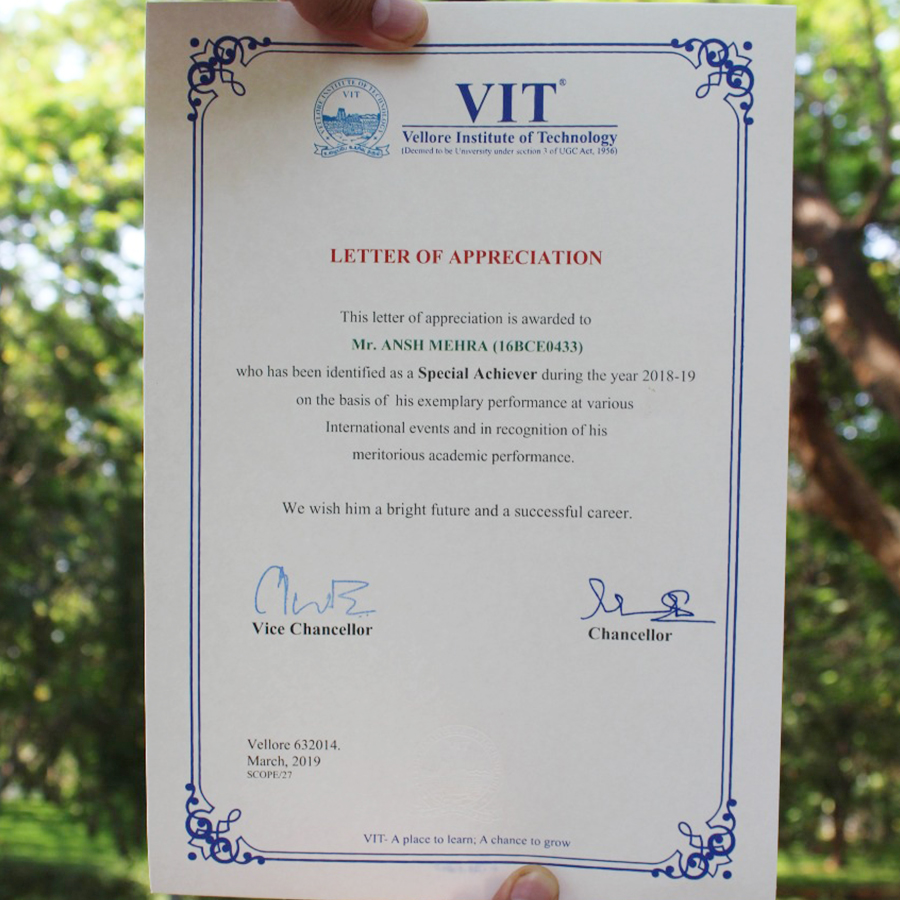 VELLORE INSTITUTE OF TECHNOLOGY
VIT
VIT®
Vellore Institute of Technology
(Deemed to be University under section 3 of UGC Act, 1956)
LETTER OF APPRECIATION
This letter of appreciation is awarded to
Mr. ANSH MEHRA (16BCE0433)
who has been identified as a Special Achiever during the year 2018-19
on the basis of his exemplary performance at various
International events and in recognition of his
meritorious academic performance.
We wish him a bright future and a successful career.
Vice Chancellor
Chancellor
Vellore 632014.
March, 2019
SCOPE/27
VIT- A place to learn; A chance to grow